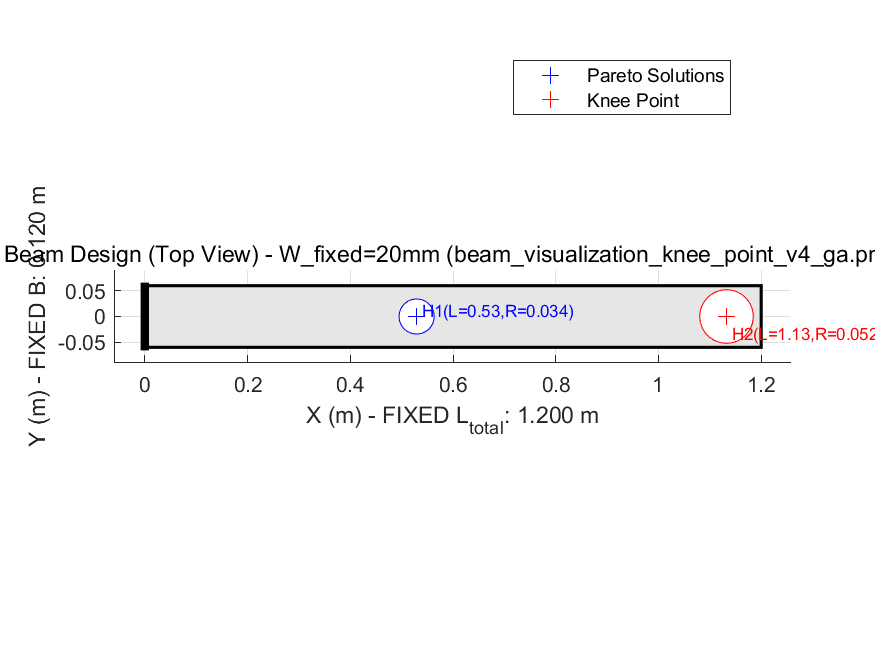 Pareto Solutions
Knee Point
Beam Design (Top View) - W_fixed=20mm (beam_visualization_knee_point_v4_ga.pr
Y (m) - FIXED B: 0.120 m
0.05
0
-0.05
H1(L=0.53,R=0.034)
H2(L=1.13,R=0.052
0
0.2
0.4
0.6
0.8
1
1.2
X (m) - FIXED Ltotal: 1.200 m